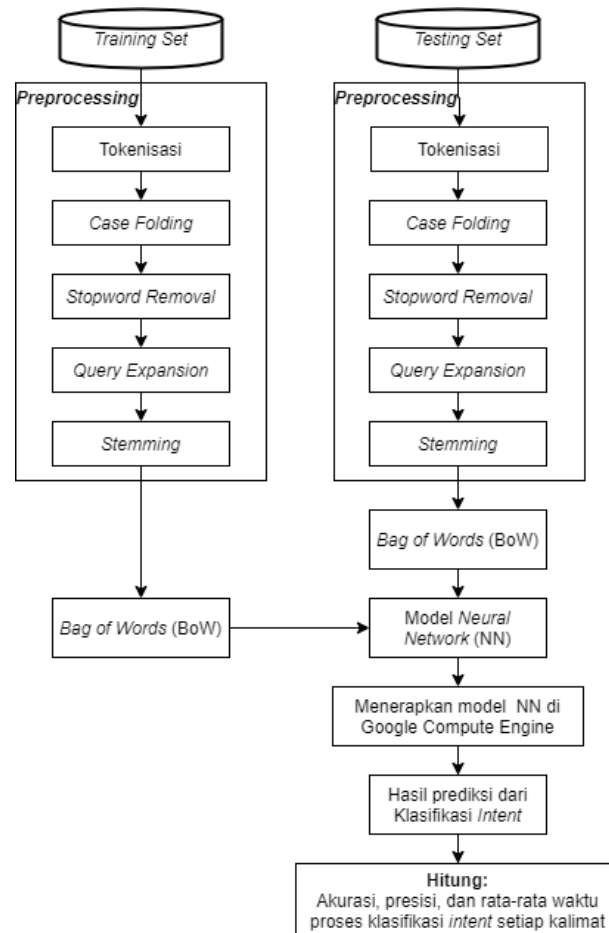 Training Set
Preprocessing
Tokenisasi
Case Folding
Stopword Removal
Query Expansion
Stemming
Bag of Words (BoW)
Testing Set
Preprocessing
Tokenisasi
Case Folding
Stopword Removal
Query Expansion
Stemming
Bag of Words (BoW)
Model Neural
Network (NN)
Menerapkan model NN di
Google Compute Engine
Hasil prediksi dari
Klasifikasi Intent
Hitung:
Akurasi, presisi, dan rata-rata waktu
proses klasifikasi intent setiap kalimat